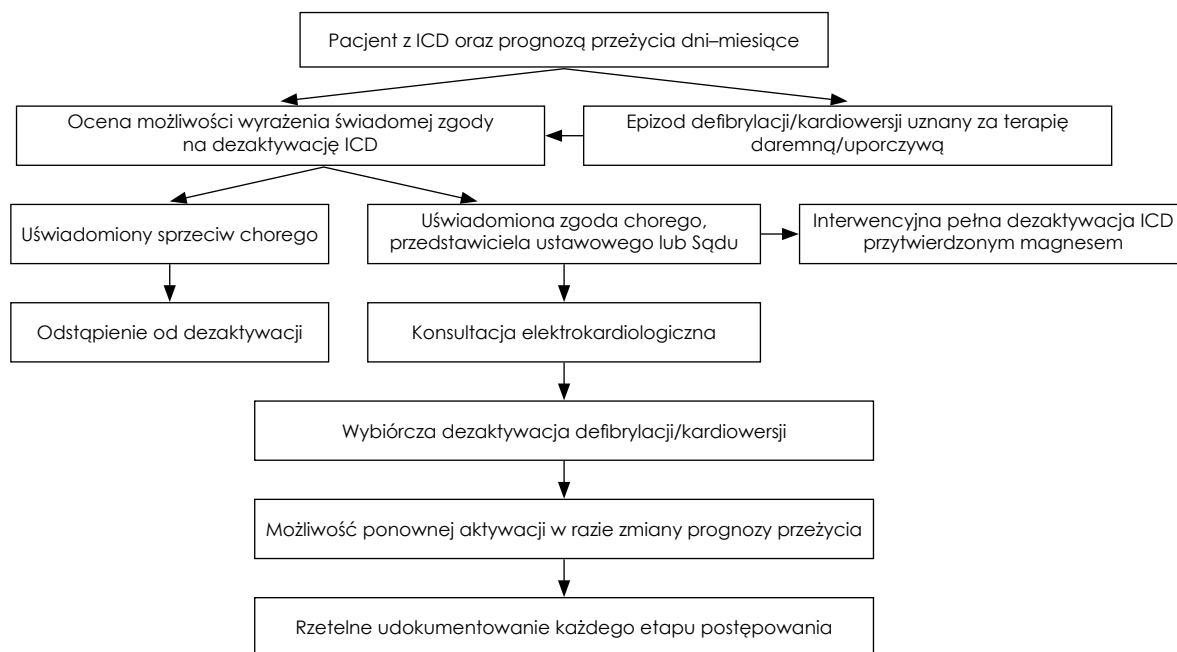 Pacjent z ICD oraz prognozą przeżycia dni–miesiące
Ocena możliwości wyrażenia świadomej zgody
na dezaktywację ICD
Epizod defibrylacji/kardiowersji uznany za terapię
daremną/uporczywą
Uświadomiony sprzeciw chorego
Uświadomiona zgoda chorego,
przedstawiciela ustawowego lub Sądu
Interwencyjna pełna dezaktywacja ICD
przytwierdzonym magnesem
Odstąpienie od dezaktywacji
Konsultacja elektrokardiologiczna
Wybiórcza dezaktywacja defibrylacji/kardiowersji
Możliwość ponownej aktywacji w razie zmiany prognozy przeżycia
Rzetelne udokumentowanie każdego etapu postępowania